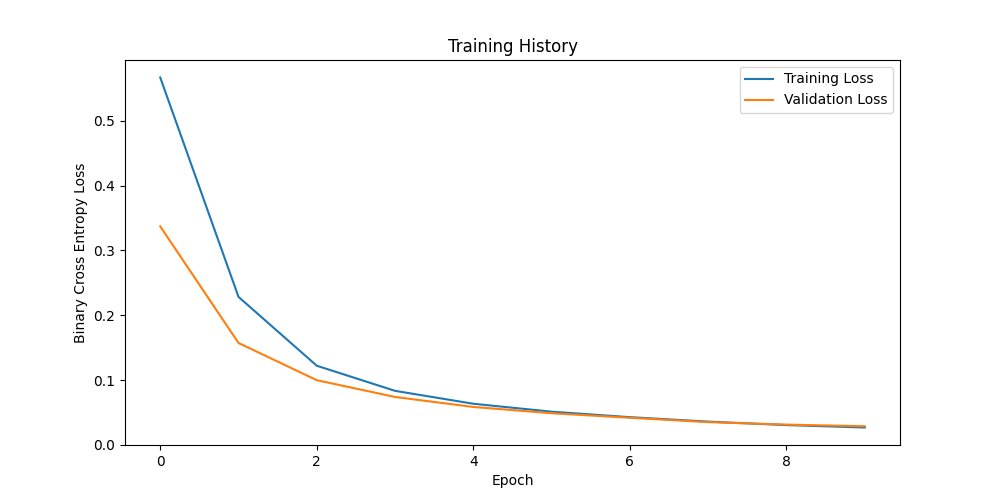 Training History
Training Loss
Validation Loss
Binary Cross Entropy Loss
0.5
0.4
0.3
0.2
0.1
0.0
0 2 4 6 8
Epoch